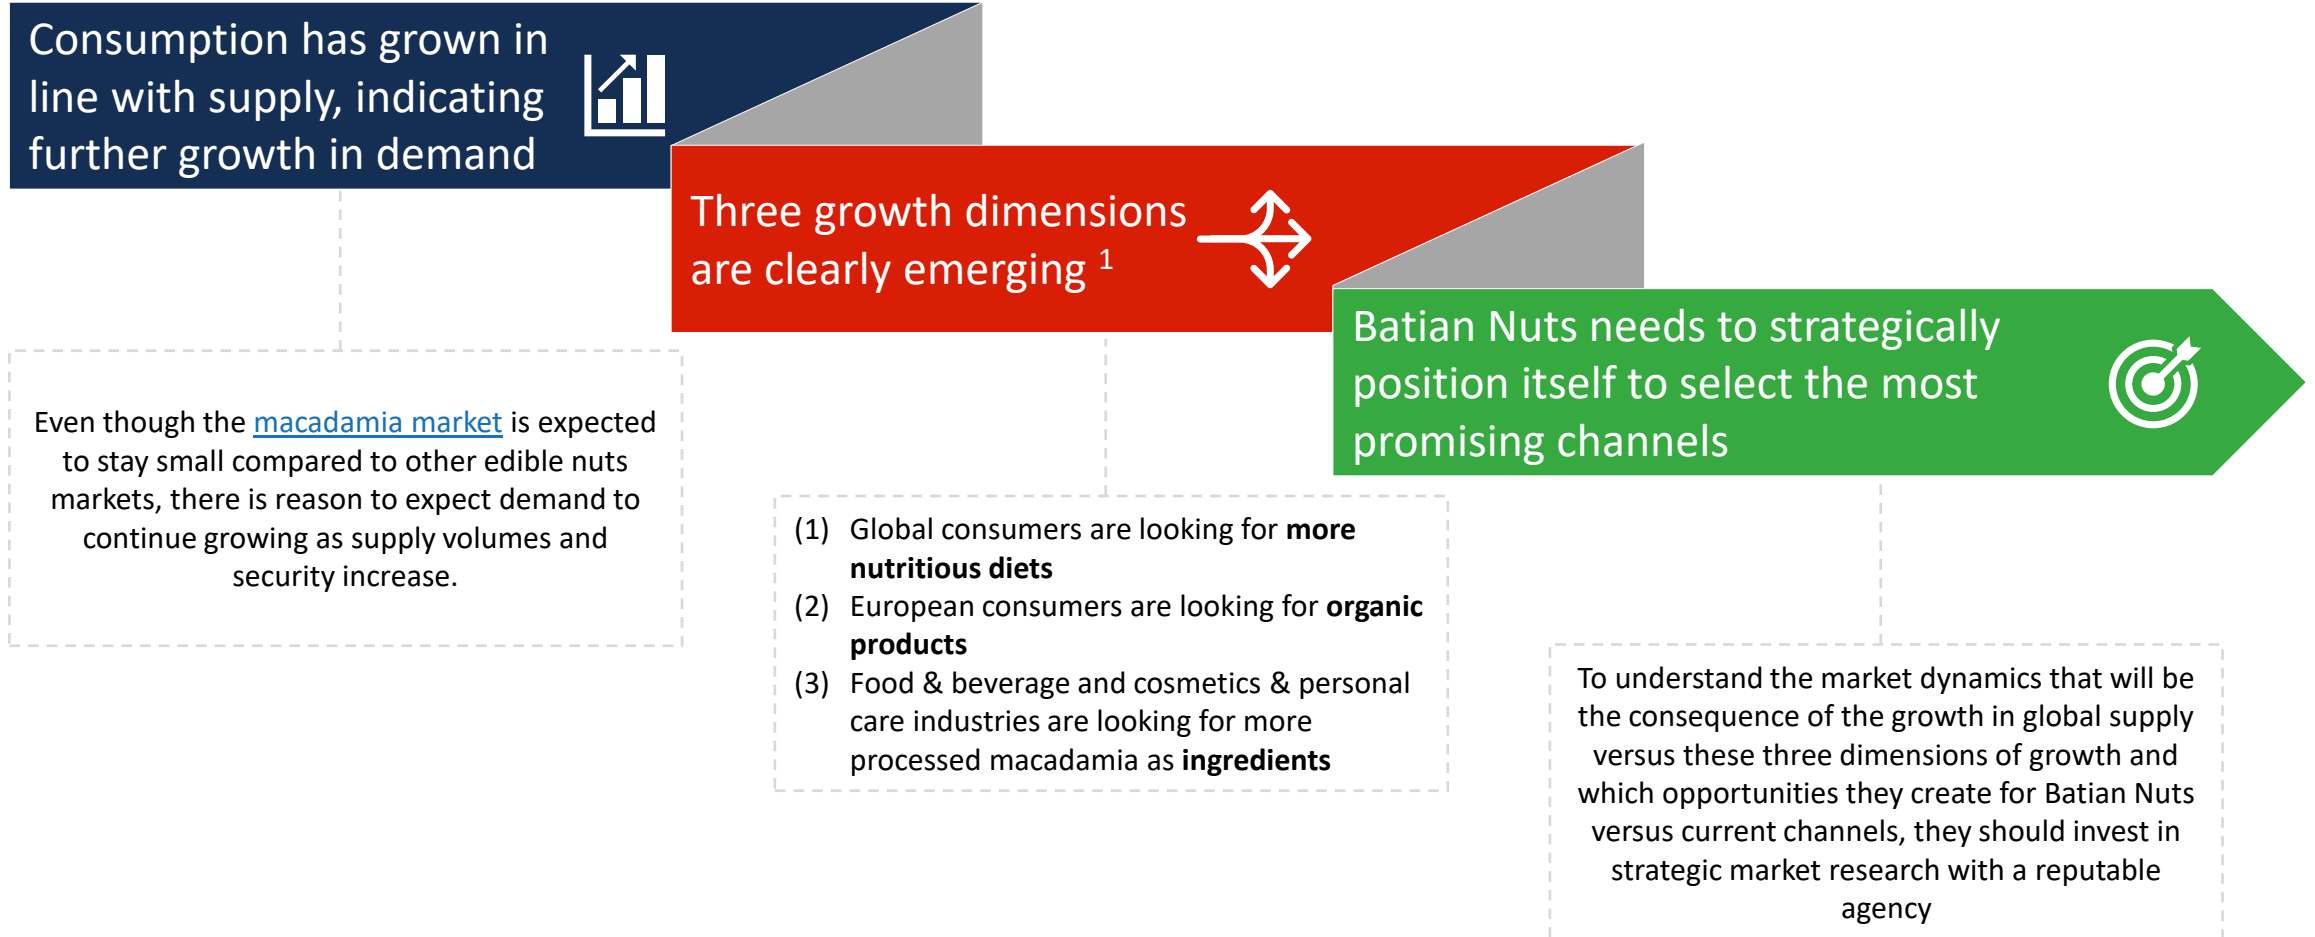 Consumption has grown in
line with supply, indicating
further growth in demand
Three growth dimensions
are clearly emerging 1
Batian Nuts needs to strategically
position itself to select the most
promising channels
Even though the macadamia market is expected
to stay small compared to other edible nuts
markets, there is reason to expect demand to
continue growing as supply volumes and
security increase.
(1) Global consumers are looking for more
nutritious diets
(2) European consumers are looking for organic
products
(3) Food & beverage and cosmetics & personal
care industries are looking for more
processed macadamia as ingredients
To understand the market dynamics that will be
the consequence of the growth in global supply
versus these three dimensions of growth and
which opportunities they create for Batian Nuts
versus current channels, they should invest in
strategic market research with a reputable
agency